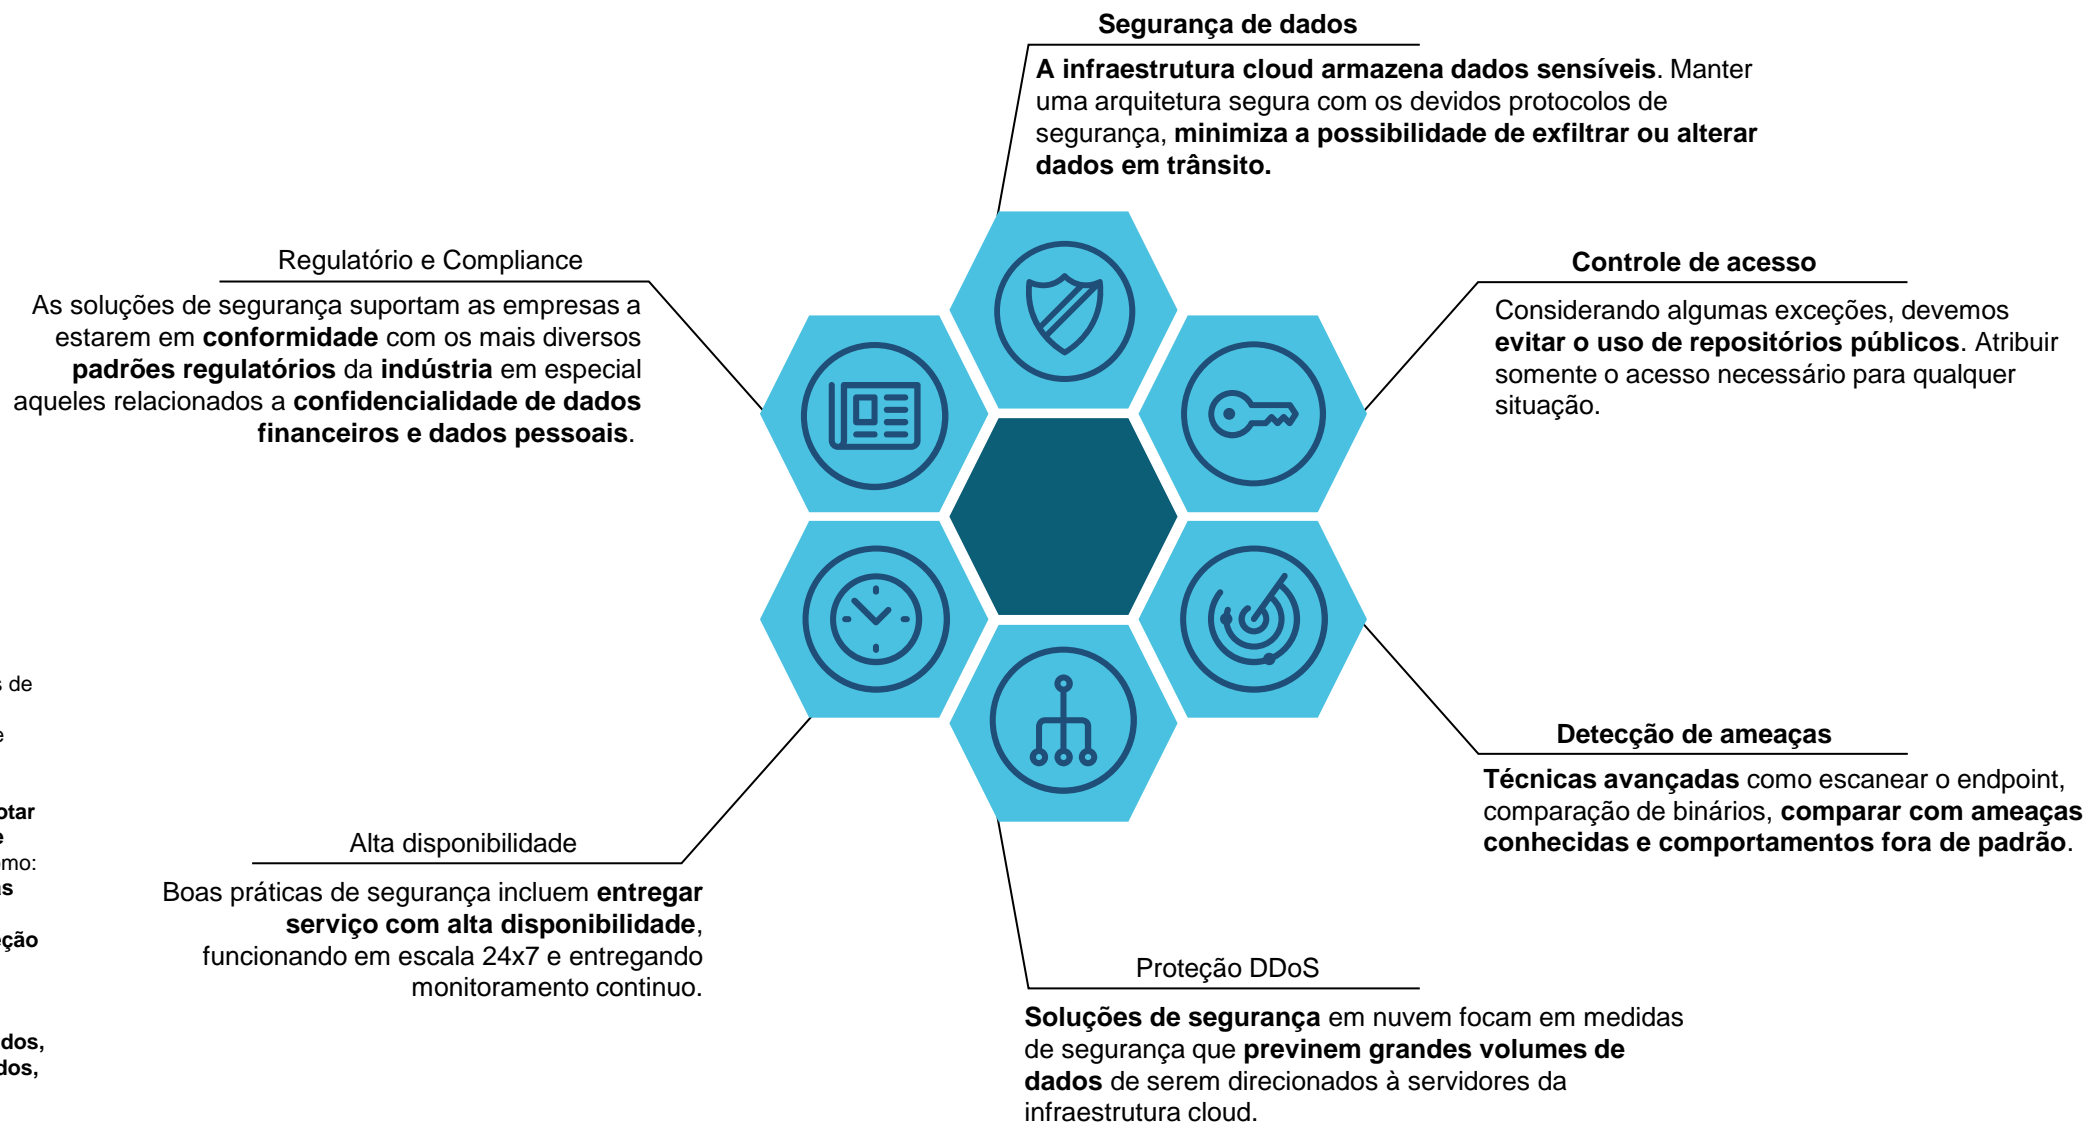 Segurança de dados
A infraestrutura cloud armazena dados sensíveis. Manter
uma arquitetura segura com os devidos protocolos de
segurança, minimiza a possibilidade de exfiltrar ou alterar
dados em trânsito.
Regulatório e Compliance
As soluções de segurança suportam as empresas a
estarem em conformidade com os mais diversos
padrões regulatórios da indústria em especial
aqueles relacionados a confidencialidade de dados
financeiros e dados pessoais.
Controle de acesso
Considerando algumas exceções, devemos
evitar o uso de repositórios públicos. Atribuir
somente o acesso necessário para qualquer
situação.
de
Detecção de ameaças
Técnicas avançadas como escanear o endpoint,
comparação de binários, comparar com ameaças
conhecidas e comportamentos fora de padrão.
Alta disponibilidade
Boas práticas de segurança incluem entregar
serviço com alta disponibilidade,
funcionando em escala 24x7 e entregando
monitoramento continuo.
Proteção DDoS
Soluções de segurança em nuvem focam em medidas
de segurança que previnem grandes volumes de
dados de serem direcionados à servidores da
infraestrutura cloud.